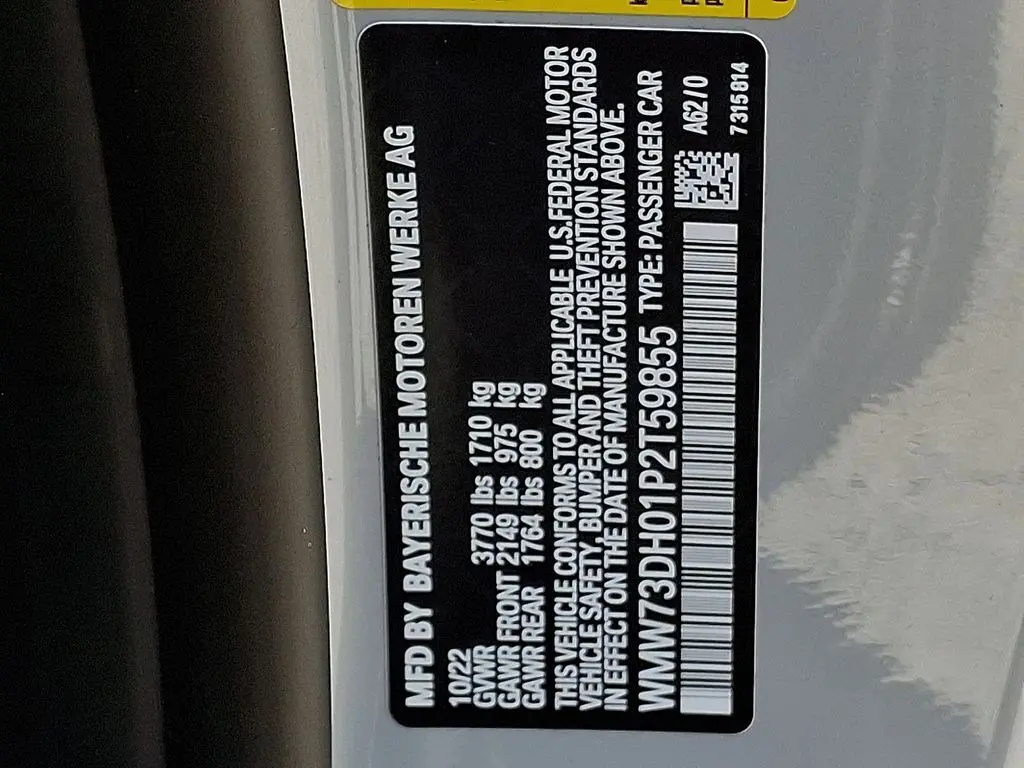 MFD BY BAYERISCHE MOTOREN WERKE AG
10/22
GVWR 3770 lbs 1710 kg
GAWR FRONT 2149 lbs 975 kg
GAWR REAR 1764 lbs 800 kg
THIS VEHICLE CONFORMS TO ALL APPLICABLE U.S. FEDERAL MOTOR
VEHICLE SAFETY, BUMPER AND THEFT PREVENTION STANDARDS
IN EFFECT ON THE DATE OF MANUFACTURE SHOWN ABOVE.
WMW73DH01P2T59855 TYPE: PASSENGER CAR
A62/0
7315814